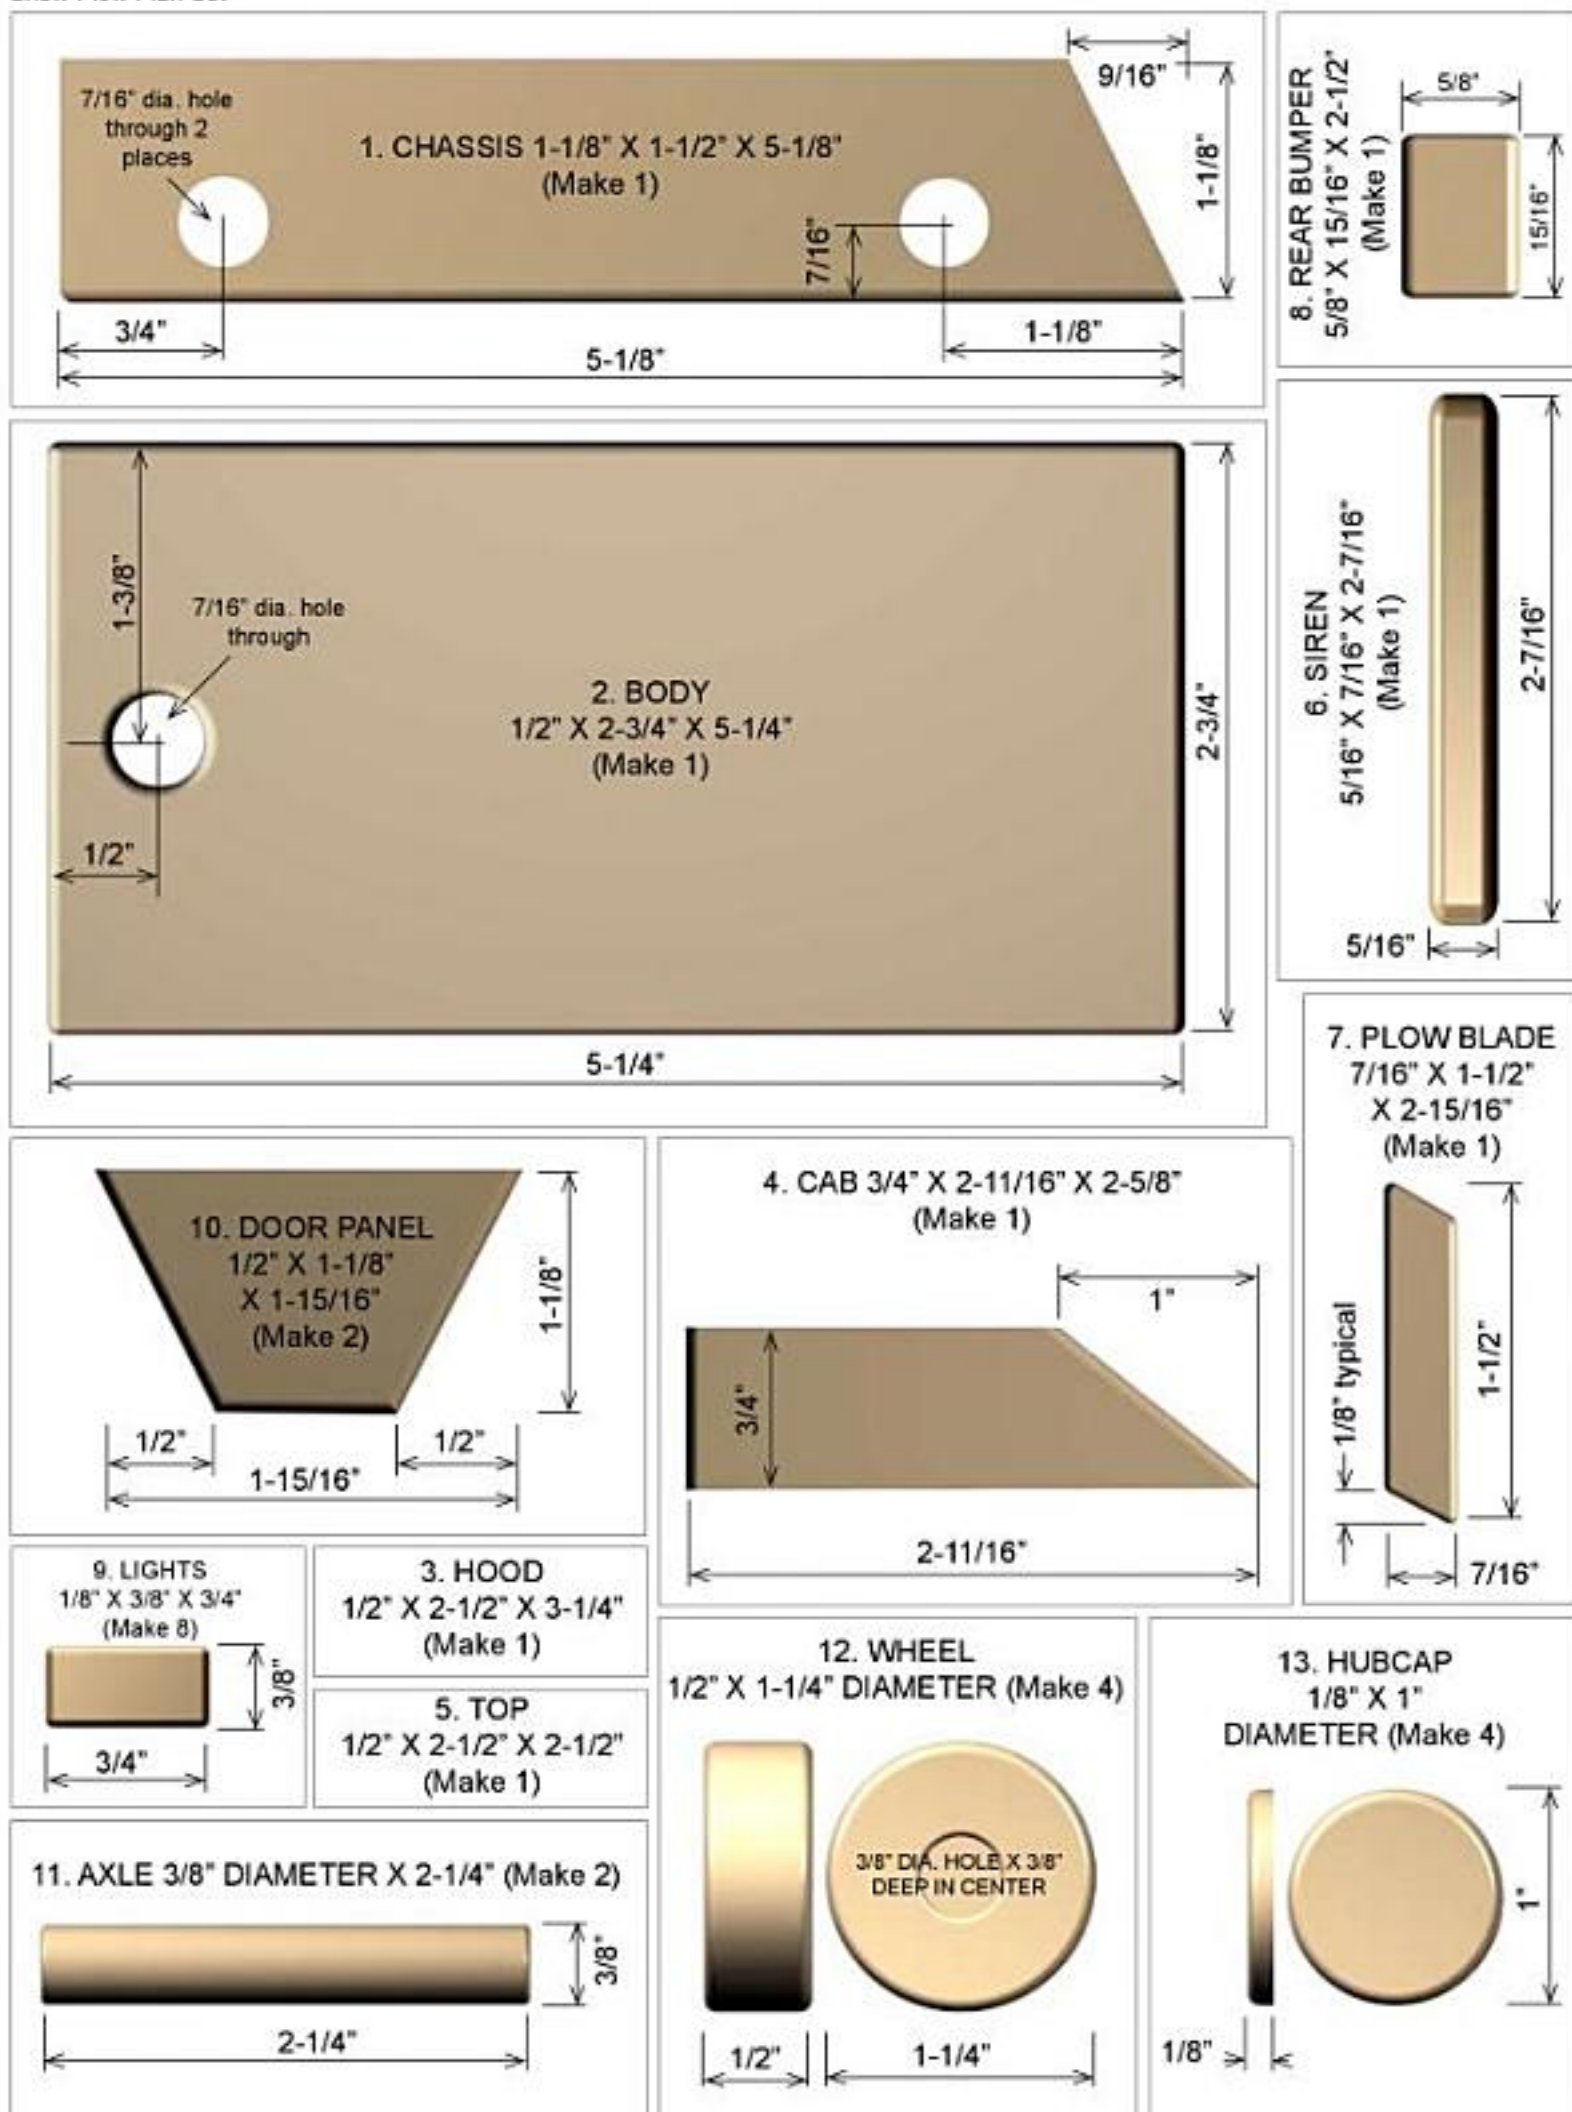 7/16" dia. hole
through 2
places
1. CHASSIS 1-1/8" X 1-1/2" X 5-1/8"
(Make 1)
9/16"
1-1/8"
7/16"
3/4"
1-1/8"
5-1/8"
8. REAR BUMPER
5/8" X 15/16" X 2-1/2"
(Make 1)
5/8"
15/16"
1-3/8"
7/16" dia. hole
through
2. BODY
1/2" X 2-3/4" X 5-1/4"
(Make 1)
2-3/4"
1/2"
5-1/4"
6. SIREN
5/16" X 7/16" X 2-7/16"
(Make 1)
2-7/16"
5/16"
7. PLOW BLADE
7/16" X 1-1/2"
X 2-15/16"
(Make 1)
1/8" typical
1-1/2"
7/16"
10. DOOR PANEL
1/2" X 1-1/8"
X 1-15/16"
(Make 2)
1-1/8"
1/2"
1/2"
1-15/16"
4. CAB 3/4" X 2-11/16" X 2-5/8"
(Make 1)
1"
3/4"
2-11/16"
9. LIGHTS
1/8" X 3/8" X 3/4"
(Make 8)
3/8"
3/4"
3. HOOD
1/2" X 2-1/2" X 3-1/4"
(Make 1)
5. TOP
1/2" X 2-1/2" X 2-1/2"
(Make 1)
11. AXLE 3/8" DIAMETER X 2-1/4" (Make 2)
3/8"
2-1/4"
12. WHEEL
1/2" X 1-1/4" DIAMETER (Make 4)
3/8" DIA. HOLE X 3/8"
DEEP IN CENTER
1/2"
1-1/4"
13. HUBCAP
1/8" X 1"
DIAMETER (Make 4)
1"
1/8"